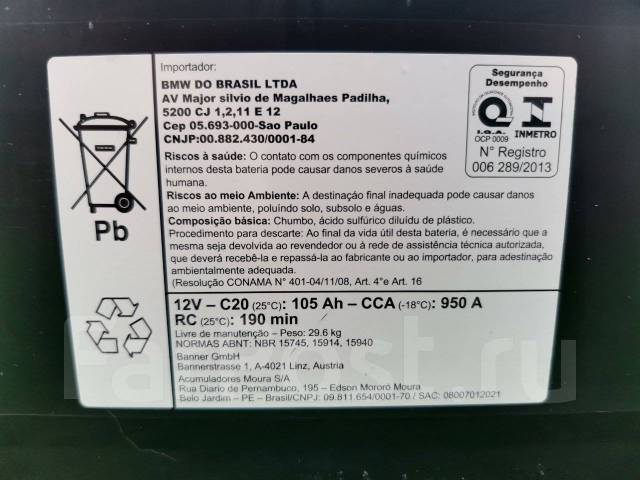 Importador:
BMW DO BRASIL LTDA
AV Major silvio de Magalhaes Padilha,
5200 CJ 1,2,11 E 12
Cep 05.693-000-Sao Paulo
CNJP:00.882.430/0001-84
Segurança
Desempenho
I.Q.A.
OCP 0009
INMETRO
N° Registro
006 289/2013
Riscos à saúde: O contato com os componentes químicos
internos desta bateria pode causar danos severos à saúde
humana.
Riscos ao meio Ambiente: A destinação final inadequada pode causar danos
ao meio ambiente, poluindo solo, subsolo e águas.
Composição básica: Chumbo, ácido sulfúrico diluído de plástico.
Procedimento para descarte: Ao final da vida útil desta bateria, é necessário que a
mesma seja devolvida ao revendedor ou à rede de assistência técnica autorizada,
que deverá recebê-la e repassá-la ao fabricante ou ao importador, para adestinação
ambientalmente adequada.
(Resolução CONAMA N° 401-04/11/08, Art. 4°e Art. 16
Pb
12V – C20 (25°C): 105 Ah – CCA (-18°C): 950 A
RC (25°C): 190 min
Livre de manutenção – Peso: 29.6 kg
NORMAS ABNT: NBR 15745, 15914, 15940
Banner GmbH
Bannerstrasse 1, A-4021 Linz, Austria
Acumuladores Moura S/A
Rua Diario de Pernambuco, 195 – Edson Mororó Moura
Belo Jardim – PE – Brasil/CNPJ: 09.811.654/0001-70 / SAC: 08007012021